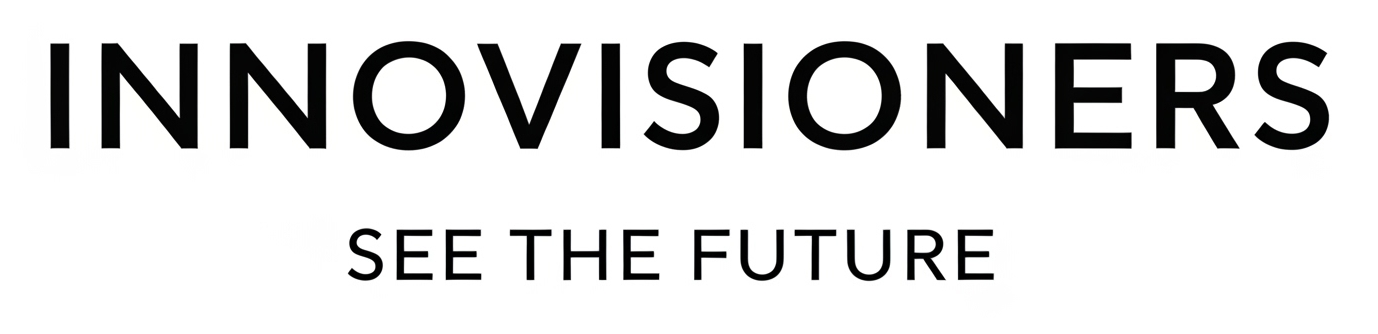 INNOVISIONERS
SEE THE FUTURE